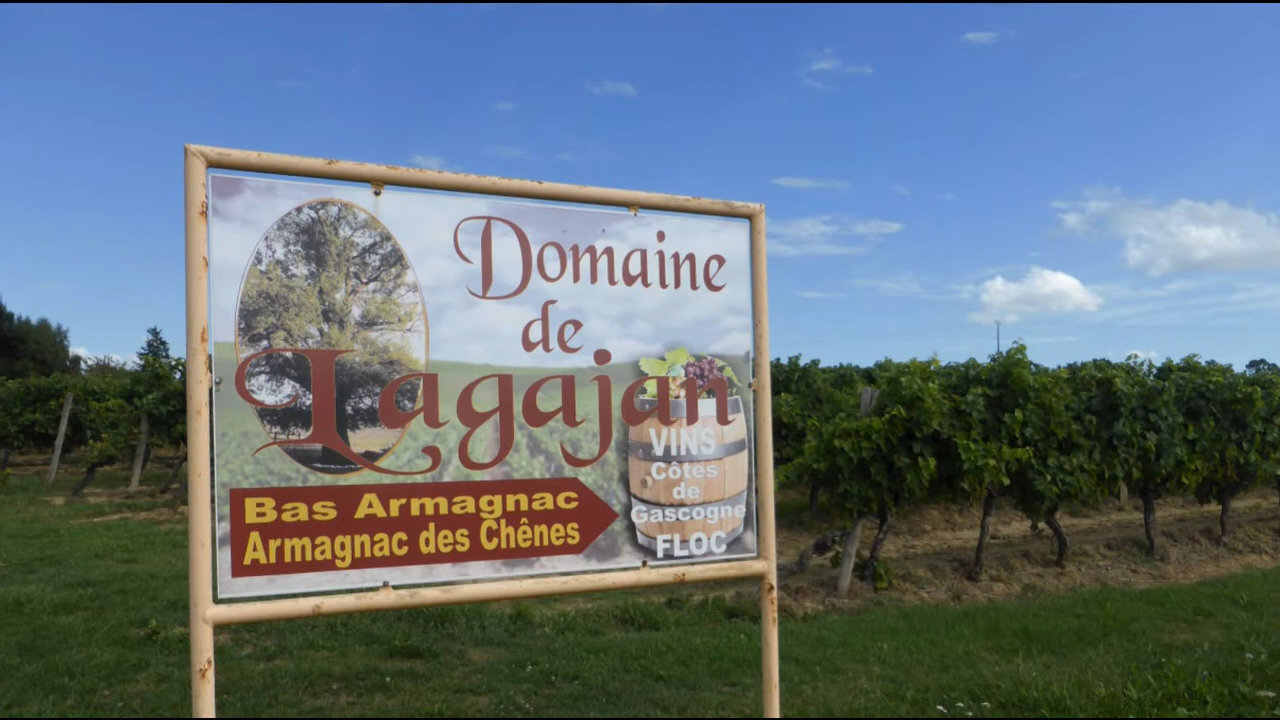 Domaine
de
Lagajan
Bas Armagnac
Armagnac des Chênes
VINS
Côtes
de
Gascogne
FLOC